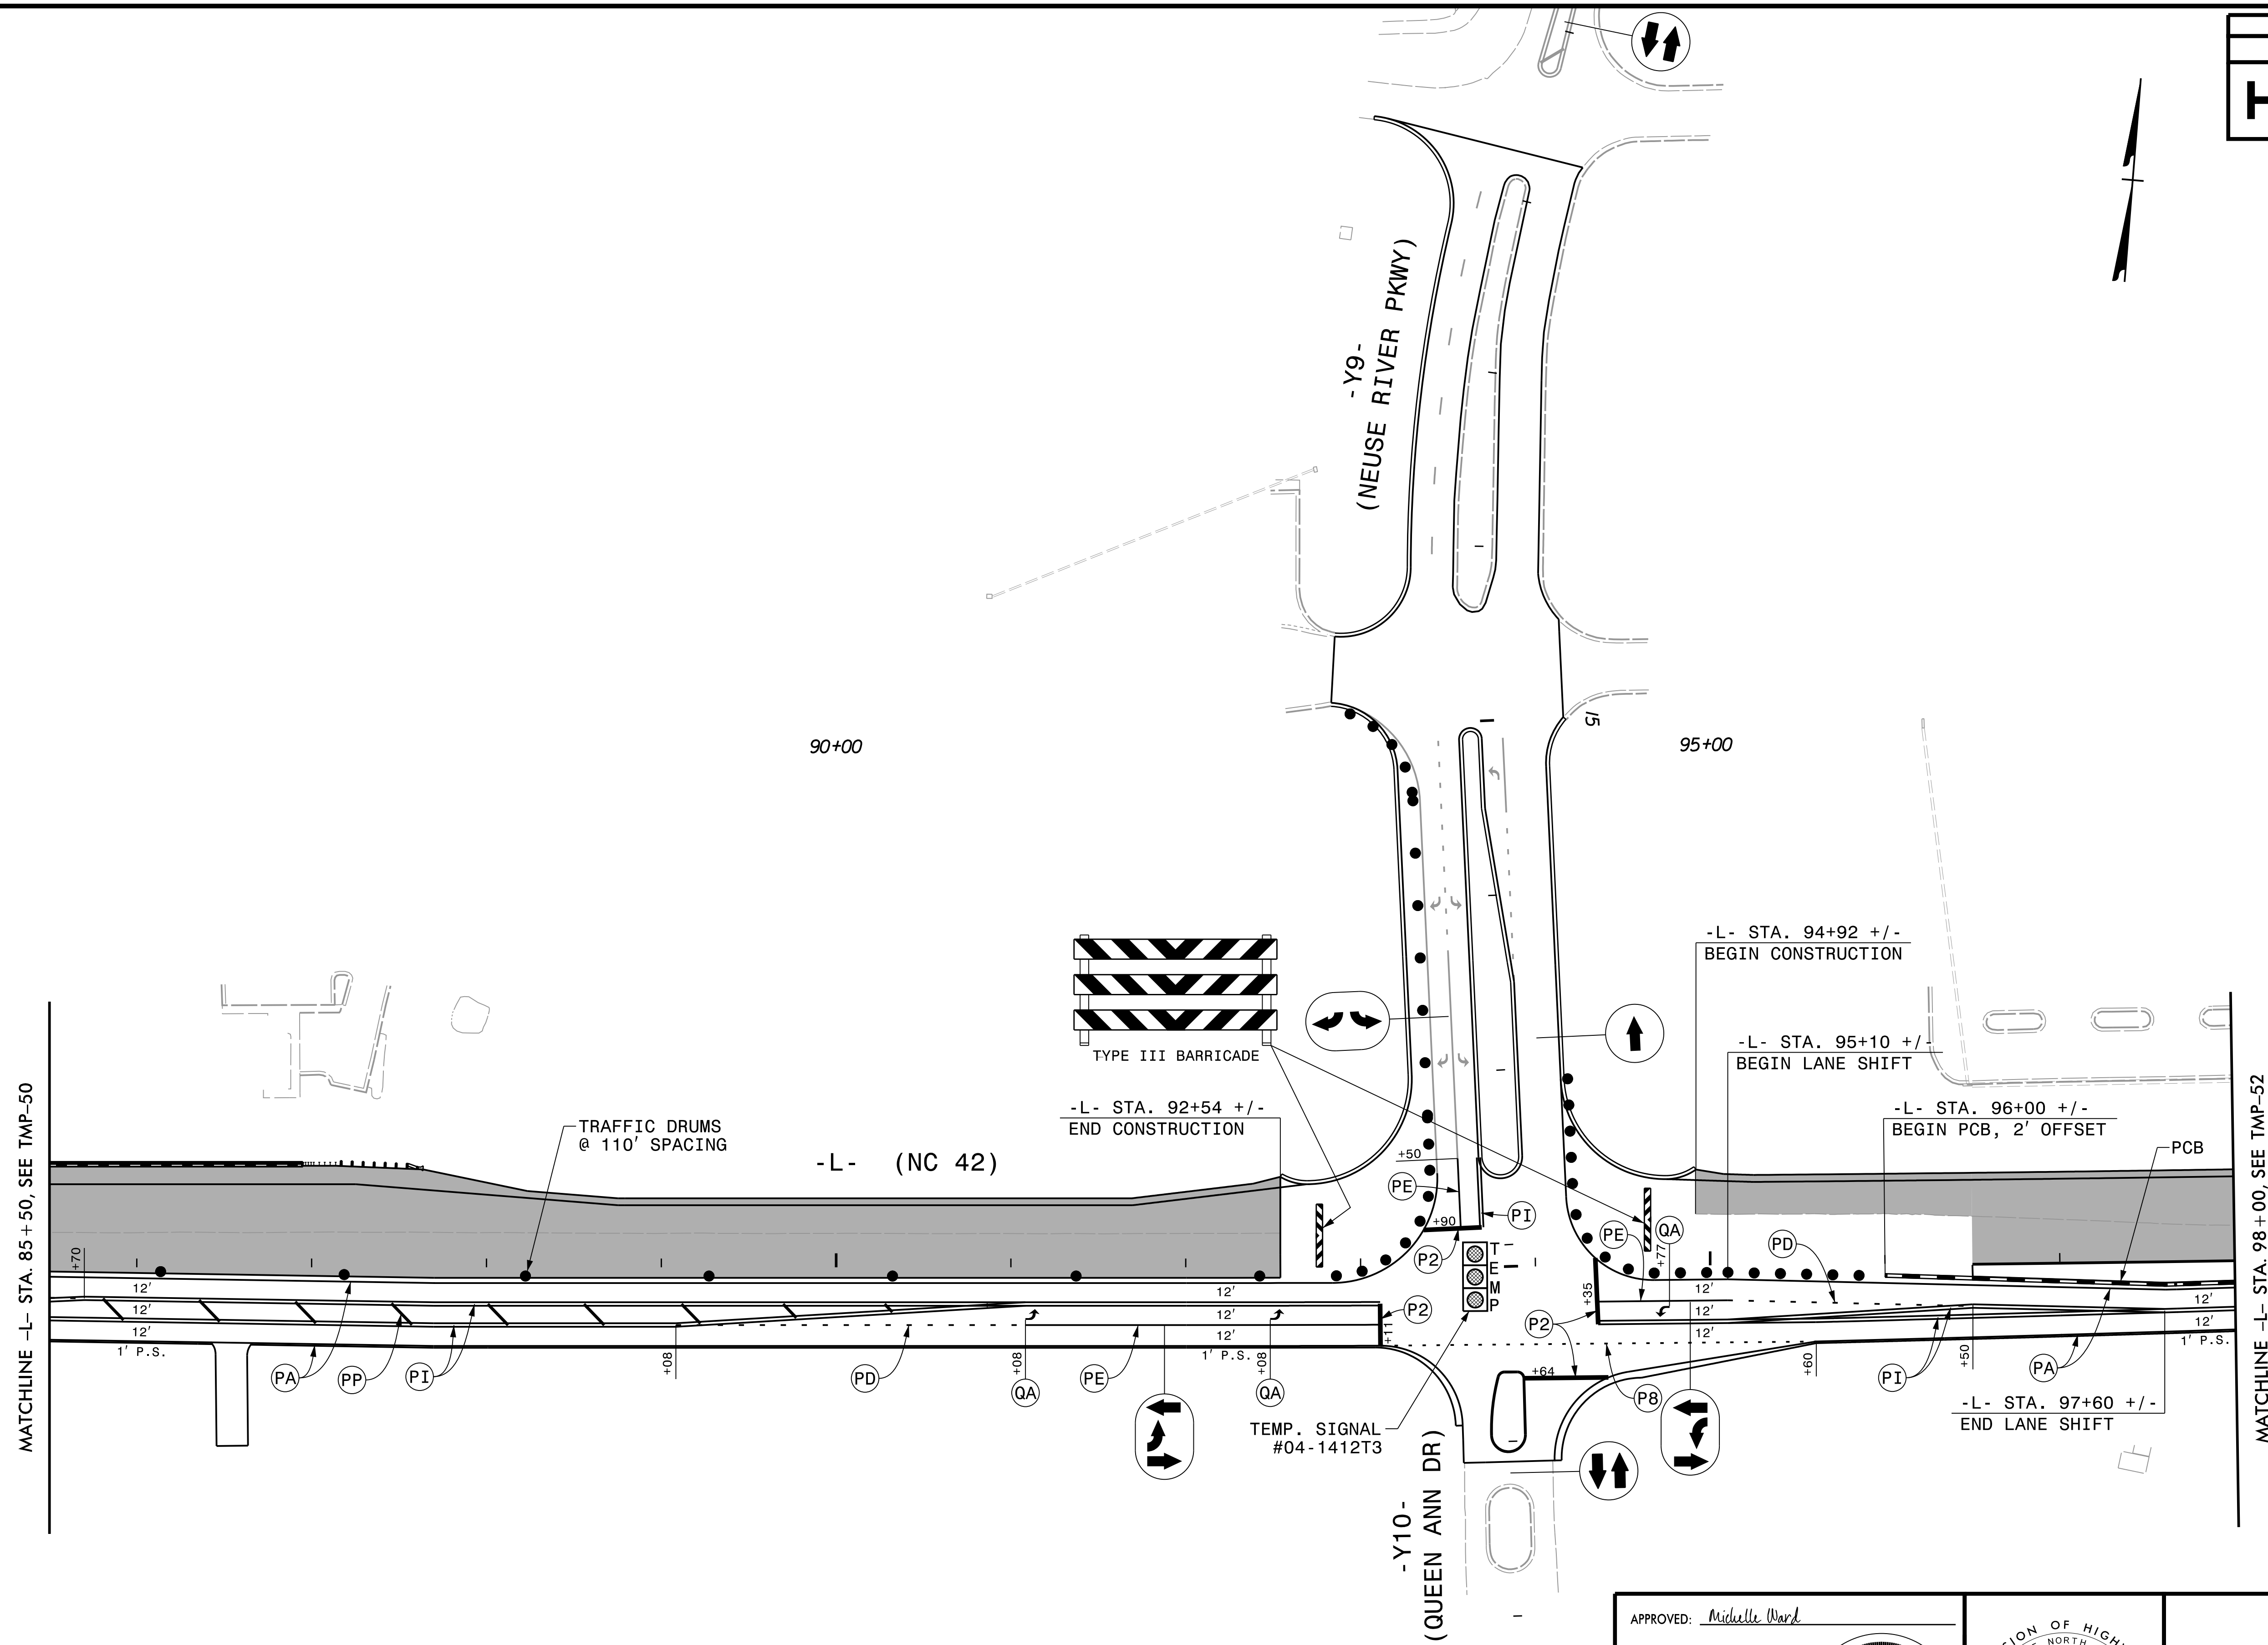 -Y9-
(NEUSE RIVER PKWY)
15
90+00
95+00
-L- STA. 94+92 +/-
BEGIN CONSTRUCTION
-L- STA. 95+10 +/-
BEGIN LANE SHIFT
TYPE III BARRICADE
-L- STA. 92+54 +/-
END CONSTRUCTION
-L- STA. 96+00 +/-
BEGIN PCB, 2' OFFSET
PCB
TRAFFIC DRUMS
@ 110' SPACING
-L- (NC 42)
MATCHLINE –L– STA. 85+50, SEE TMP–50
MATCHLINE –L– STA. 98+00, SEE TMP–52
+50
PE
PI
+90
P2
TEMP
PE
QA
+77
PD
+70
12'
12'
12'
1' P.S.
12'
12'
12'
1' P.S.
P2
+11
+35
P2
12'
12'
12'
12'
12'
1' P.S.
PA
PP
PI
+08
PD
+08
QA
PE
+08
QA
+64
P8
+60
PI
+50
PA
-L- STA. 97+60 +/-
END LANE SHIFT
TEMP. SIGNAL
#04-1412T3
-Y10-
(QUEEN ANN DR)
APPROVED: Michelle Ward
OF HIGH
NORTH